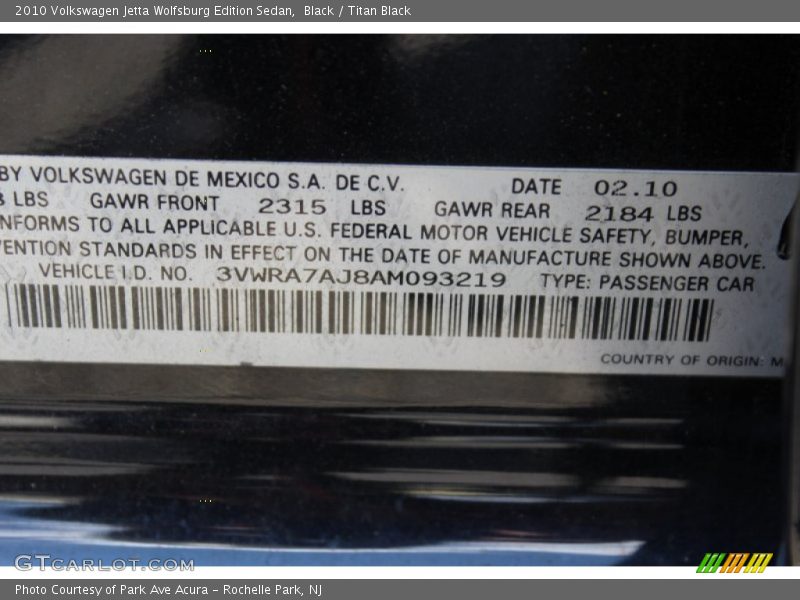 2010 Volkswagen Jetta Wolfsburg Edition Sedan, Black / Titan Black
BY VOLKSWAGEN DE MEXICO S.A. DE C.V. DATE 02.10
LBS GAWR FRONT 2315 LBS GAWR REAR 2184 LBS
NFORMS TO ALL APPLICABLE U.S. FEDERAL MOTOR VEHICLE SAFETY, BUMPER,
VENTION STANDARDS IN EFFECT ON THE DATE OF MANUFACTURE SHOWN ABOVE.
VEHICLE I.D. NO. 3VWRA7AJ8AM093219 TYPE: PASSENGER CAR
COUNTRY OF ORIGIN: M
GTCARLOT.COM
Photo Courtesy of Park Ave Acura - Rochelle Park, NJ